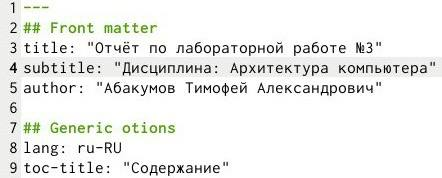 1 ---
2 ## Front matter
3 title: "Отчёт по лабораторной работе №3"
4 subtitle: "Дисциплина: Архитектура компьютера"
5 author: "Абакумов Тимофей Александрович"
6
7 ## Generic otions
8 lang: ru-RU
9 toc-title: "Содержание"